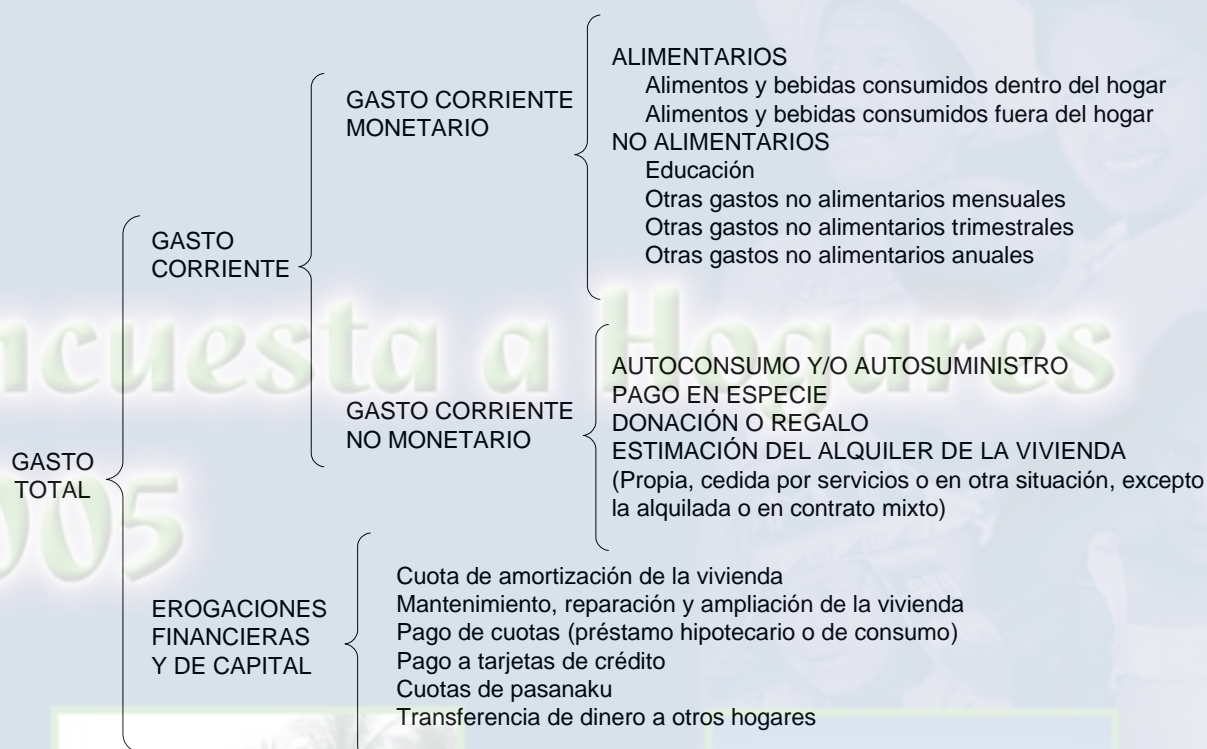 GASTO
TOTAL
GASTO
CORRIENTE
GASTO CORRIENTE
MONETARIO
ALIMENTARIOS
Alimentos y bebidas consumidos dentro del hogar
Alimentos y bebidas consumidos fuera del hogar
NO ALIMENTARIOS
Educación
Otras gastos no alimentarios mensuales
Otras gastos no alimentarios trimestrales
Otras gastos no alimentarios anuales
GASTO CORRIENTE
NO MONETARIO
AUTOCONSUMO Y/O AUTOSUMINISTRO
PAGO EN ESPECIE
DONACIÓN O REGALO
ESTIMACIÓN DEL ALQUILER DE LA VIVIENDA
(Propia, cedida por servicios o en otra situación, excepto
la alquilada o en contrato mixto)
EROGACIONES
FINANCIERAS
Y DE CAPITAL
Cuota de amortización de la vivienda
Mantenimiento, reparación y ampliación de la vivienda
Pago de cuotas (préstamo hipotecario o de consumo)
Pago a tarjetas de crédito
Cuotas de pasanaku
Transferencia de dinero a otros hogares
ncuesta a Hogares
005